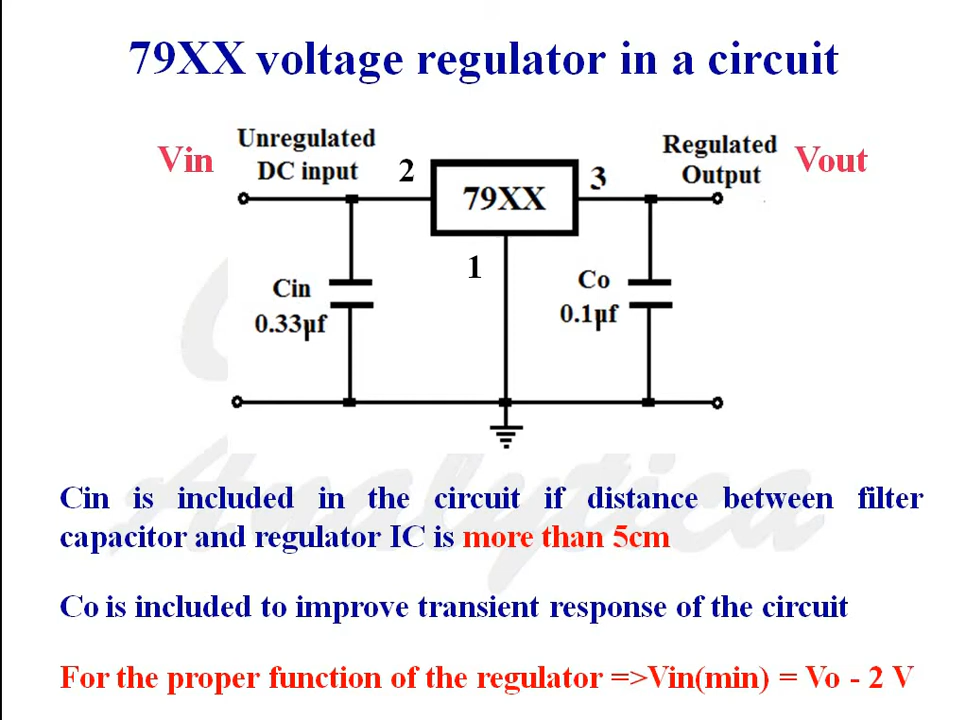 79XX voltage regulator in a circuit
Vin
Unregulated
DC input
2
79XX
3
Regulated
Output
Vout
1
Cin
0.33µf
Co
0.1µf
Analytica
Cin is included in the circuit if distance between filter
capacitor and regulator IC is more than 5cm
Co is included to improve transient response of the circuit
For the proper function of the regulator =>Vin(min) = Vo - 2 V